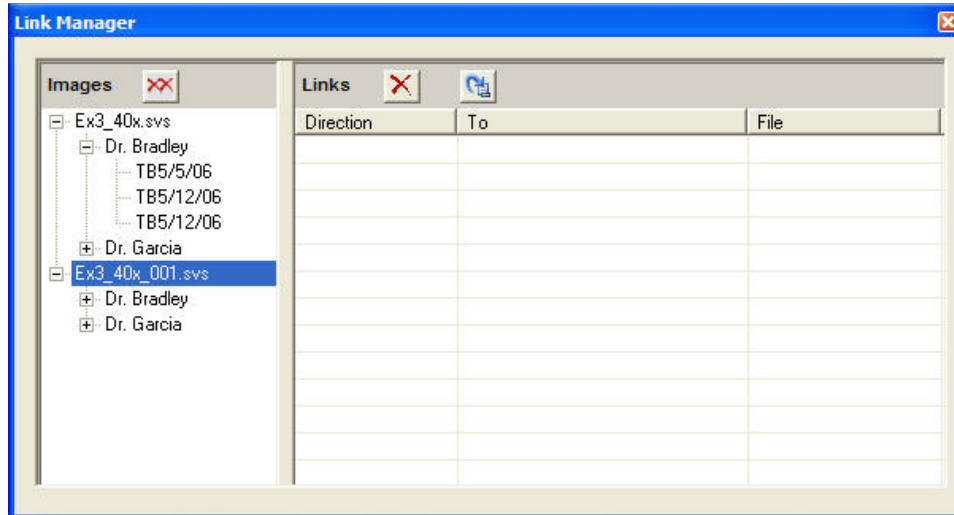 Link Manager
Images
Links
Direction To File
Ex3_40x.svs
Dr. Bradley
TB5/5/06
TB5/12/06
TB5/12/06
Dr. Garcia
Ex3_40x_001.svs
Dr. Bradley
Dr. Garcia